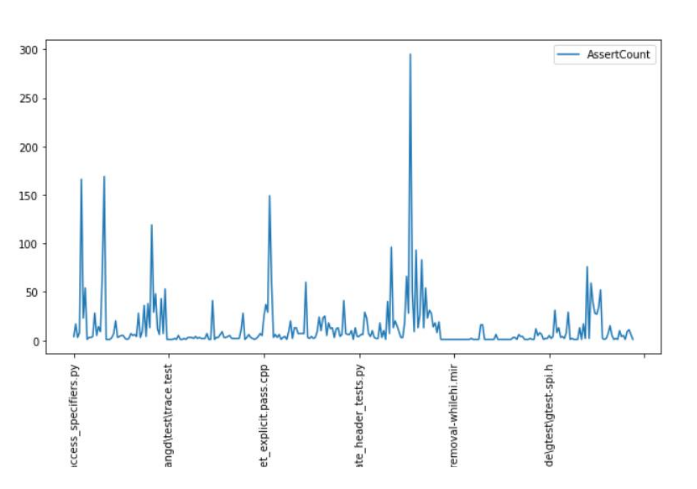 300
AssertCount
250
200
150
100
50
0
ccess_specifiers.py
angd\test\trace.test
et_explicit.pass.cpp
ate_header_tests.py
removal-whilehi.mir
de\gtest\gtest-spi.h